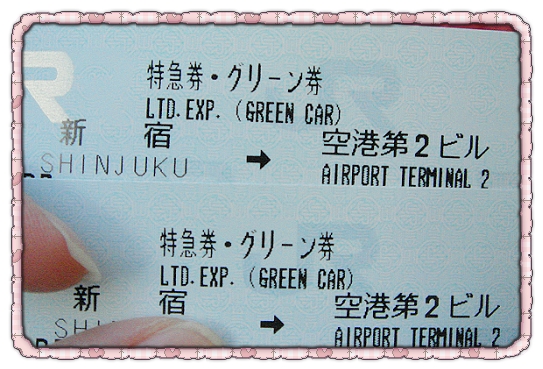 特急券・グリーン券
LTD.EXP. (GREEN CAR)
新 宿 → 空港第2ビル
SHINJUKU AIRPORT TERMINAL 2
特急券・グリーン券
LTD.EXP. (GREEN CAR)
新 宿 → 空港第2ビル
AIRPORT TERMINAL 2